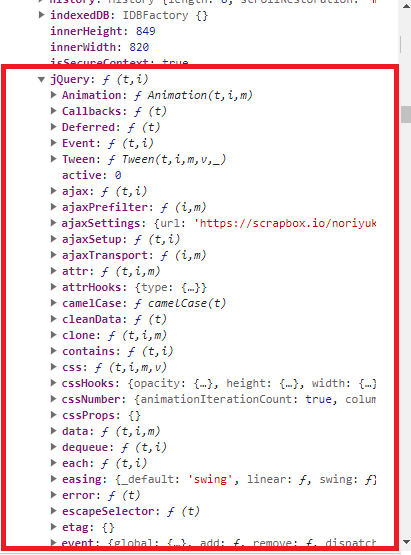 history: History {length: 6, scrollRestoration:
indexedDB: IDBFactory {}
innerHeight: 849
innerWidth: 820
isSecureContext: true
jQuery: ƒ (t,i)
Animation: ƒ Animation(t,i,m)
Callbacks: ƒ (t)
Deferred: ƒ (t)
Event: ƒ (t,i)
Tween: ƒ Tween(t,i,m,v,_)
active: 0
ajax: ƒ (t,i)
ajaxPrefilter: ƒ (i,m)
ajaxSettings: {url: 'https://scrapbox.io/noriyuk
ajaxSetup: ƒ (t,i)
ajaxTransport: ƒ (i,m)
attr: ƒ (t,i,m)
attrHooks: {type: {…}}
camelCase: ƒ camelCase(t)
cleanData: ƒ (t)
clone: ƒ (t,i,m)
contains: ƒ (t,i)
css: ƒ (t,i,m,v)
cssHooks: {opacity: {…}, height: {…}, width: {…}
cssNumber: {animationIterationCount: true, colum
cssProps: {}
data: ƒ (t,i,m)
dequeue: ƒ (t,i)
each: ƒ (t,i)
easing: {_default: 'swing', linear: ƒ, swing: ƒ}
error: ƒ (t)
escapeSelector: ƒ (t)
etag: {}
event: {global: {…}, add: ƒ, remove: ƒ, dispatch